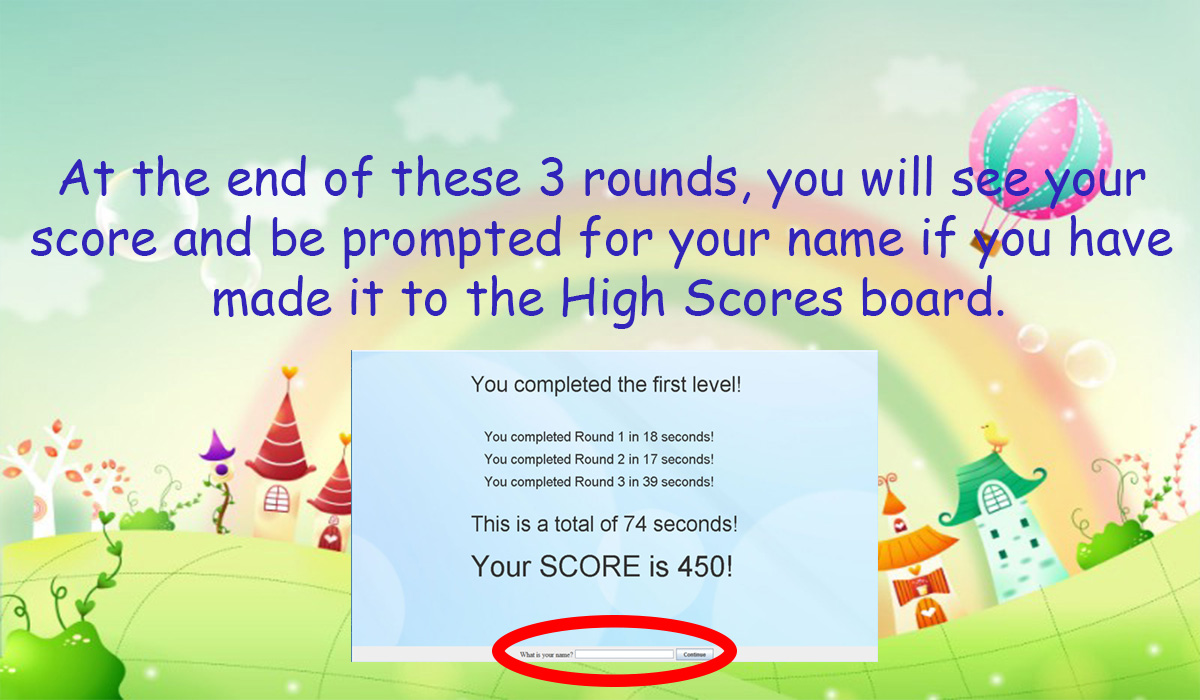 At the end of these 3 rounds, you will see your
score and be prompted for your name if you have
made it to the High Scores board.
You completed the first level!
You completed Round 1 in 18 seconds!
You completed Round 2 in 17 seconds!
You completed Round 3 in 39 seconds!
This is a total of 74 seconds!
Your SCORE is 450!
What is your name? Continue